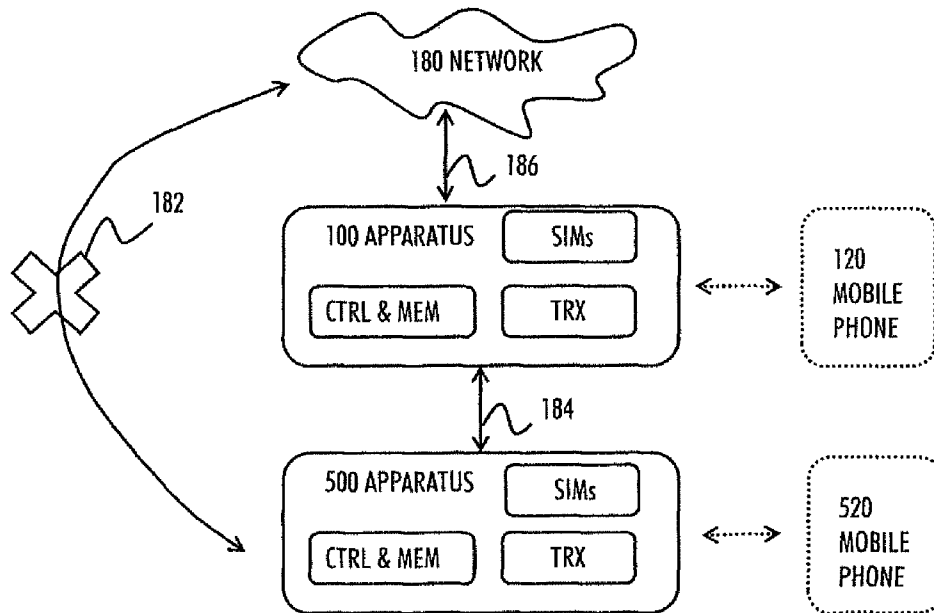 180 NETWORK
186
182
100 APPARATUS
SIMs
CTRL & MEM
TRX
120
MOBILE
PHONE
184
500 APPARATUS
SIMs
CTRL & MEM
TRX
520
MOBILE
PHONE